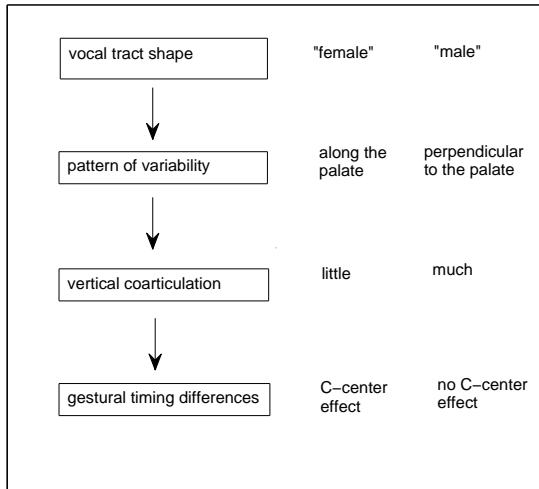 vocal tract shape "female" "male"
pattern of variability along the perpendicular
palate to the palate
vertical coarticulation little much
gestural timing differences C−center no C−center
effect effect